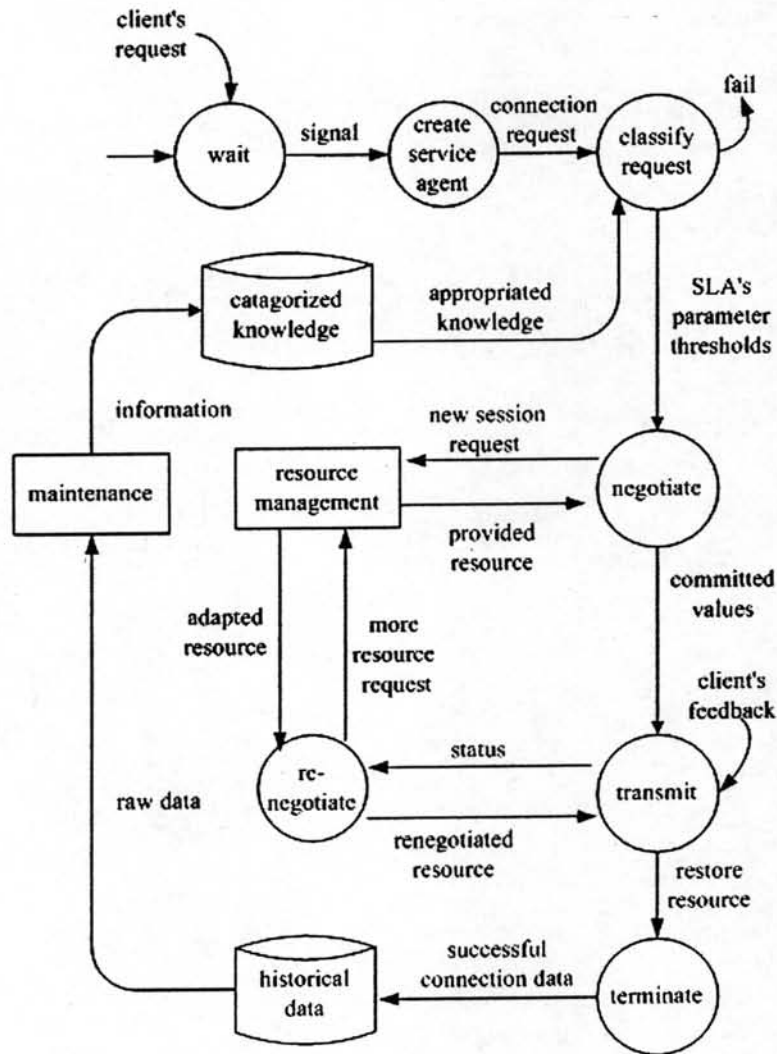 client's
request
fail
wait
signal
create
service
agent
connection
request
classify
request
catagorized
knowledge
appropriated
knowledge
SLA's
parameter
thresholds
information
new session
request
maintenance
resource
management
negotiate
provided
resource
committed
values
adapted
resource
more
resource
request
client's
feedback
status
re-
negotiate
transmit
raw data
renegotiated
resource
restore
resource
successful
connection data
historical
data
terminate